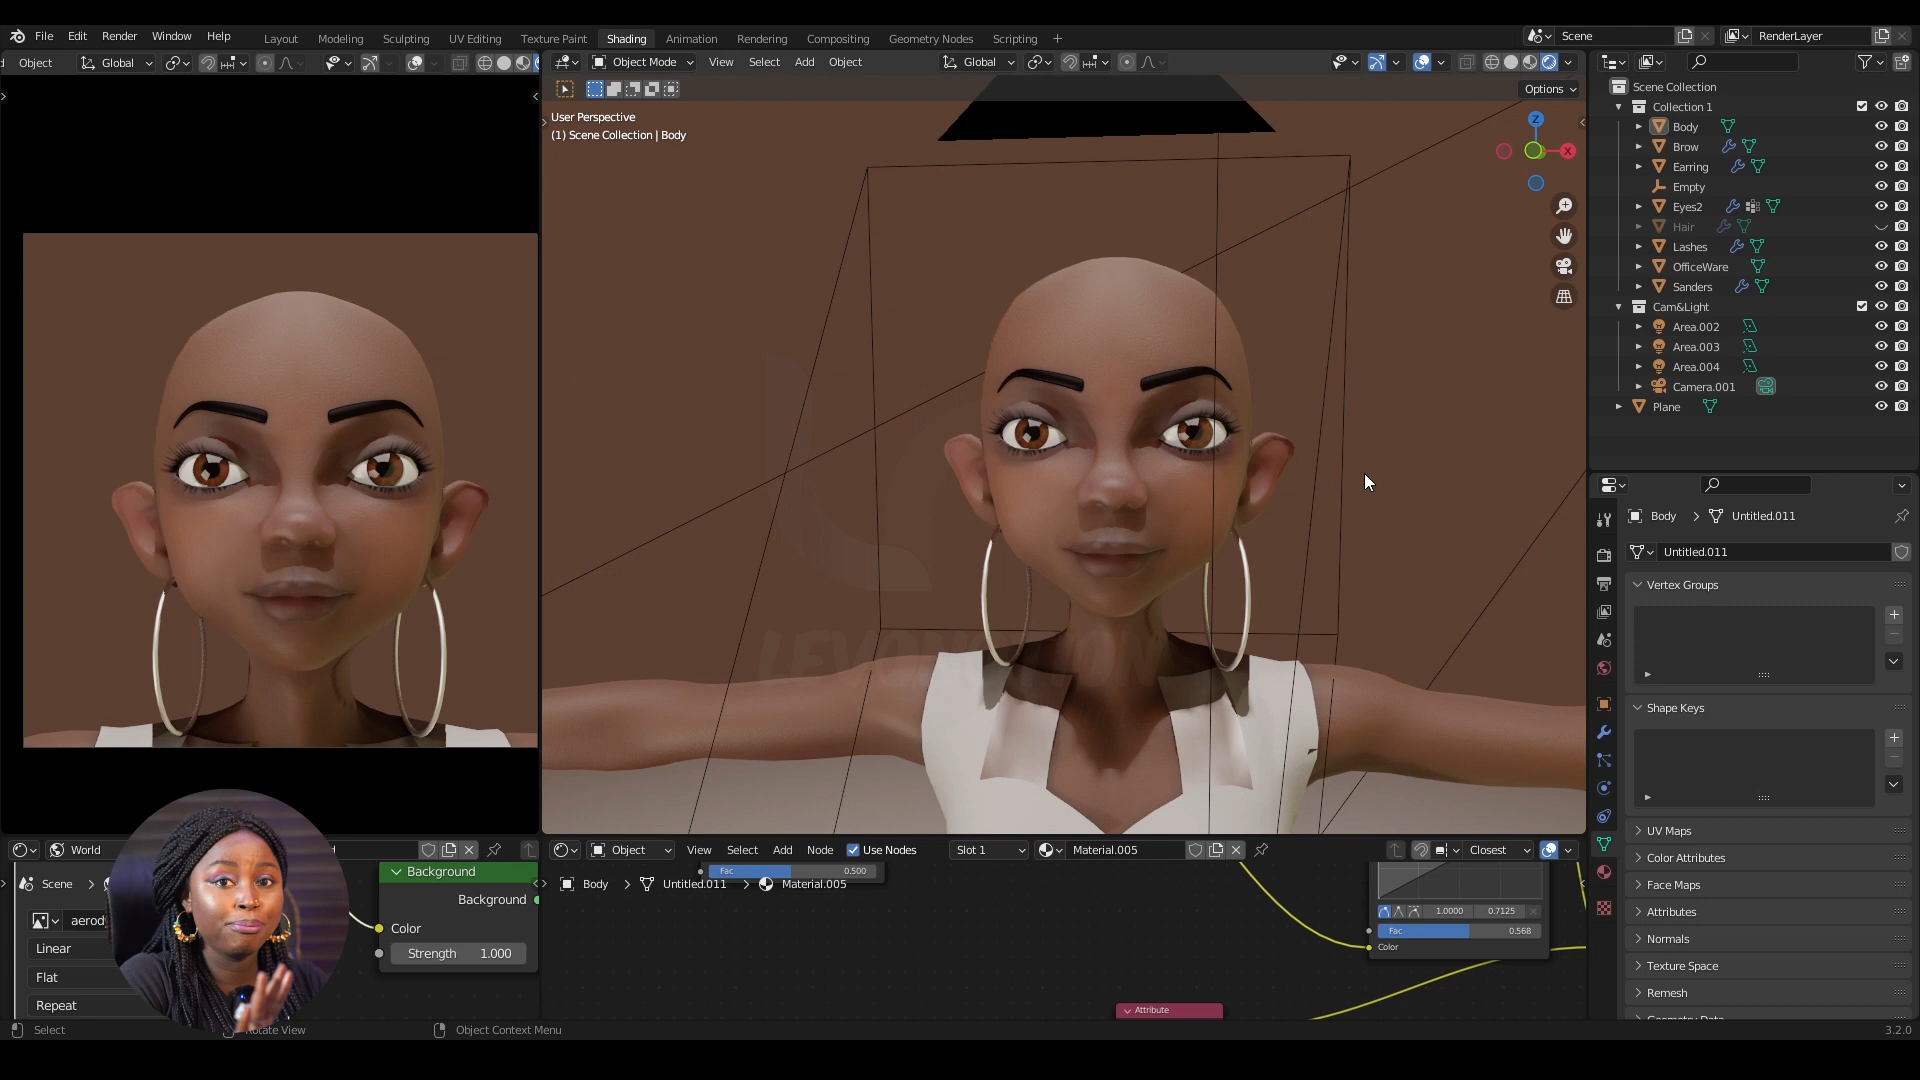 File Edit Render Window Help
Layout Modeling Sculpting UV Editing Texture Paint Shading Animation Rendering Compositing Geometry Nodes Scripting +
Scene RenderLayer
Object Global
Object Mode View Select Add Object Global
Options
User Perspective
(1) Scene Collection | Body
Z
X
Scene Collection
Collection 1
Body
Brow
Earring
Empty
Eyes2
Hair
Lashes
OfficeWare
Sanders
Cam&Light
Area.002
Area.003
Area.004
Camera.001
Plane
Body > Untitled.011
Untitled.011
Vertex Groups
Shape Keys
UV Maps
Color Attributes
Face Maps
Attributes
Normals
Texture Space
Remesh
Geometry Data
World
Scene
aerod
Linear
Flat
Repeat
Background
Background
Color
Strength 1.000
Object View Select Add Node Use Nodes Slot 1 Material.005 Closest
Fac 0.500
Body > Untitled.011 > Material.005
1.0000 0.7125
Fac 0.568
Color
Attribute
Select Rotate View Object Context Menu 3.2.0